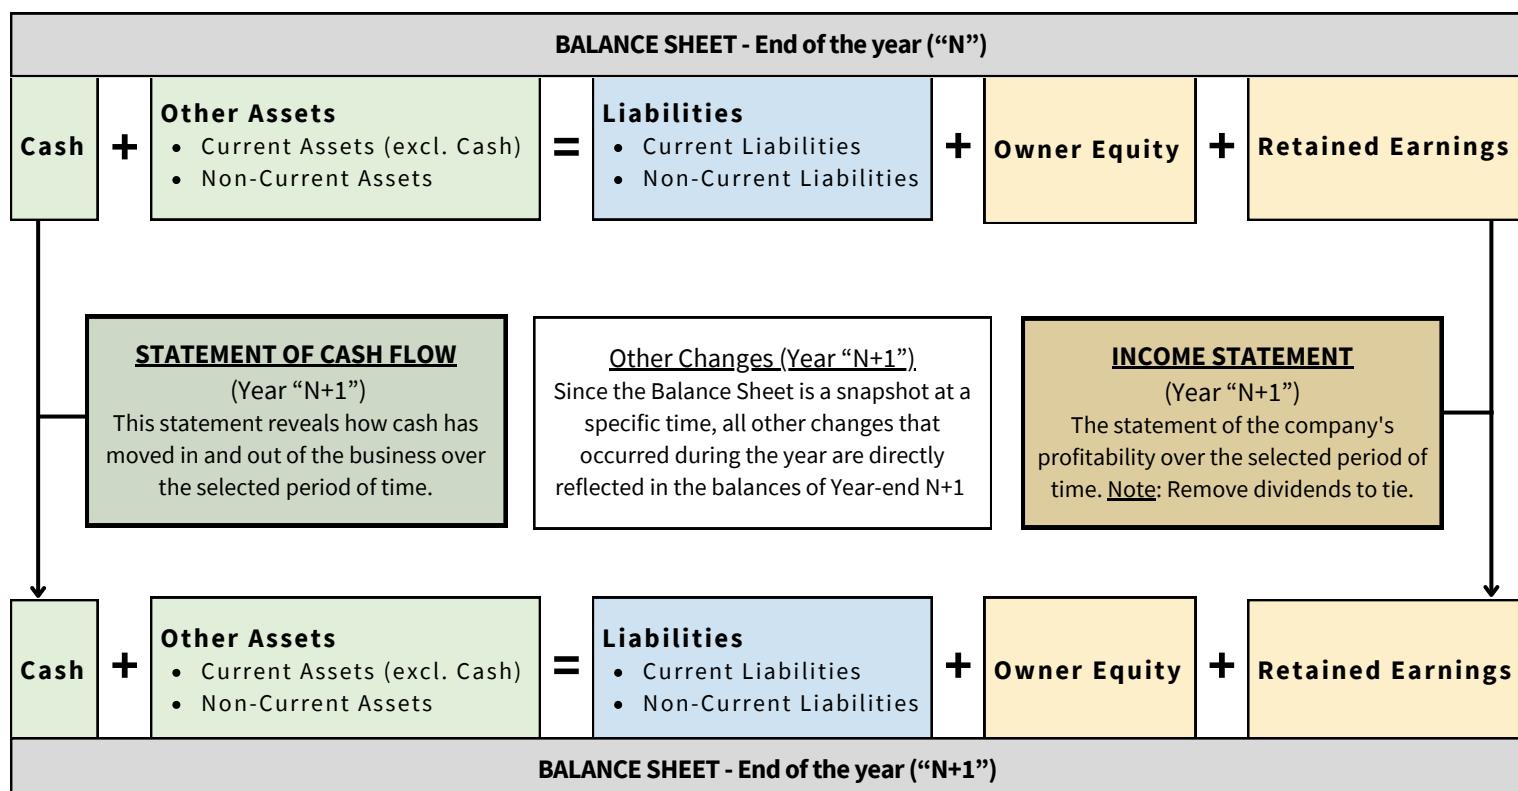 BALANCE SHEET - End of the year (“N”)
Cash
+
Other Assets
• Current Assets (excl. Cash)
• Non-Current Assets
=
Liabilities
• Current Liabilities
• Non-Current Liabilities
+
Owner Equity
+
Retained Earnings
STATEMENT OF CASH FLOW
(Year “N+1”)
This statement reveals how cash has
moved in and out of the business over
the selected period of time.
Other Changes (Year “N+1”)
Since the Balance Sheet is a snapshot at a
specific time, all other changes that
occurred during the year are directly
reflected in the balances of Year-end N+1
INCOME STATEMENT
(Year “N+1”)
The statement of the company's
profitability over the selected period of
time. Note: Remove dividends to tie.
Cash
+
Other Assets
• Current Assets (excl. Cash)
• Non-Current Assets
=
Liabilities
• Current Liabilities
• Non-Current Liabilities
+
Owner Equity
+
Retained Earnings
BALANCE SHEET - End of the year (“N+1”)